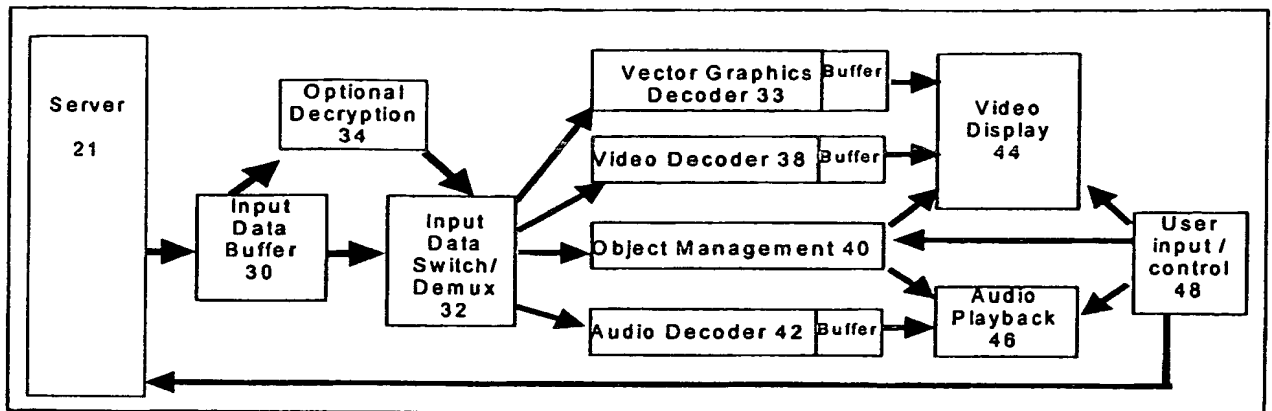 Server
21
Optional
Decryption
34
Input
Data
Buffer
30
Input
Data
Switch/
Demux
32
Vector Graphics
Decoder 33
Buffer
Video Decoder 38
Buffer
Object Management 40
Audio Decoder 42
Buffer
Video
Display
44
Audio
Playback
46
User
input /
control
48